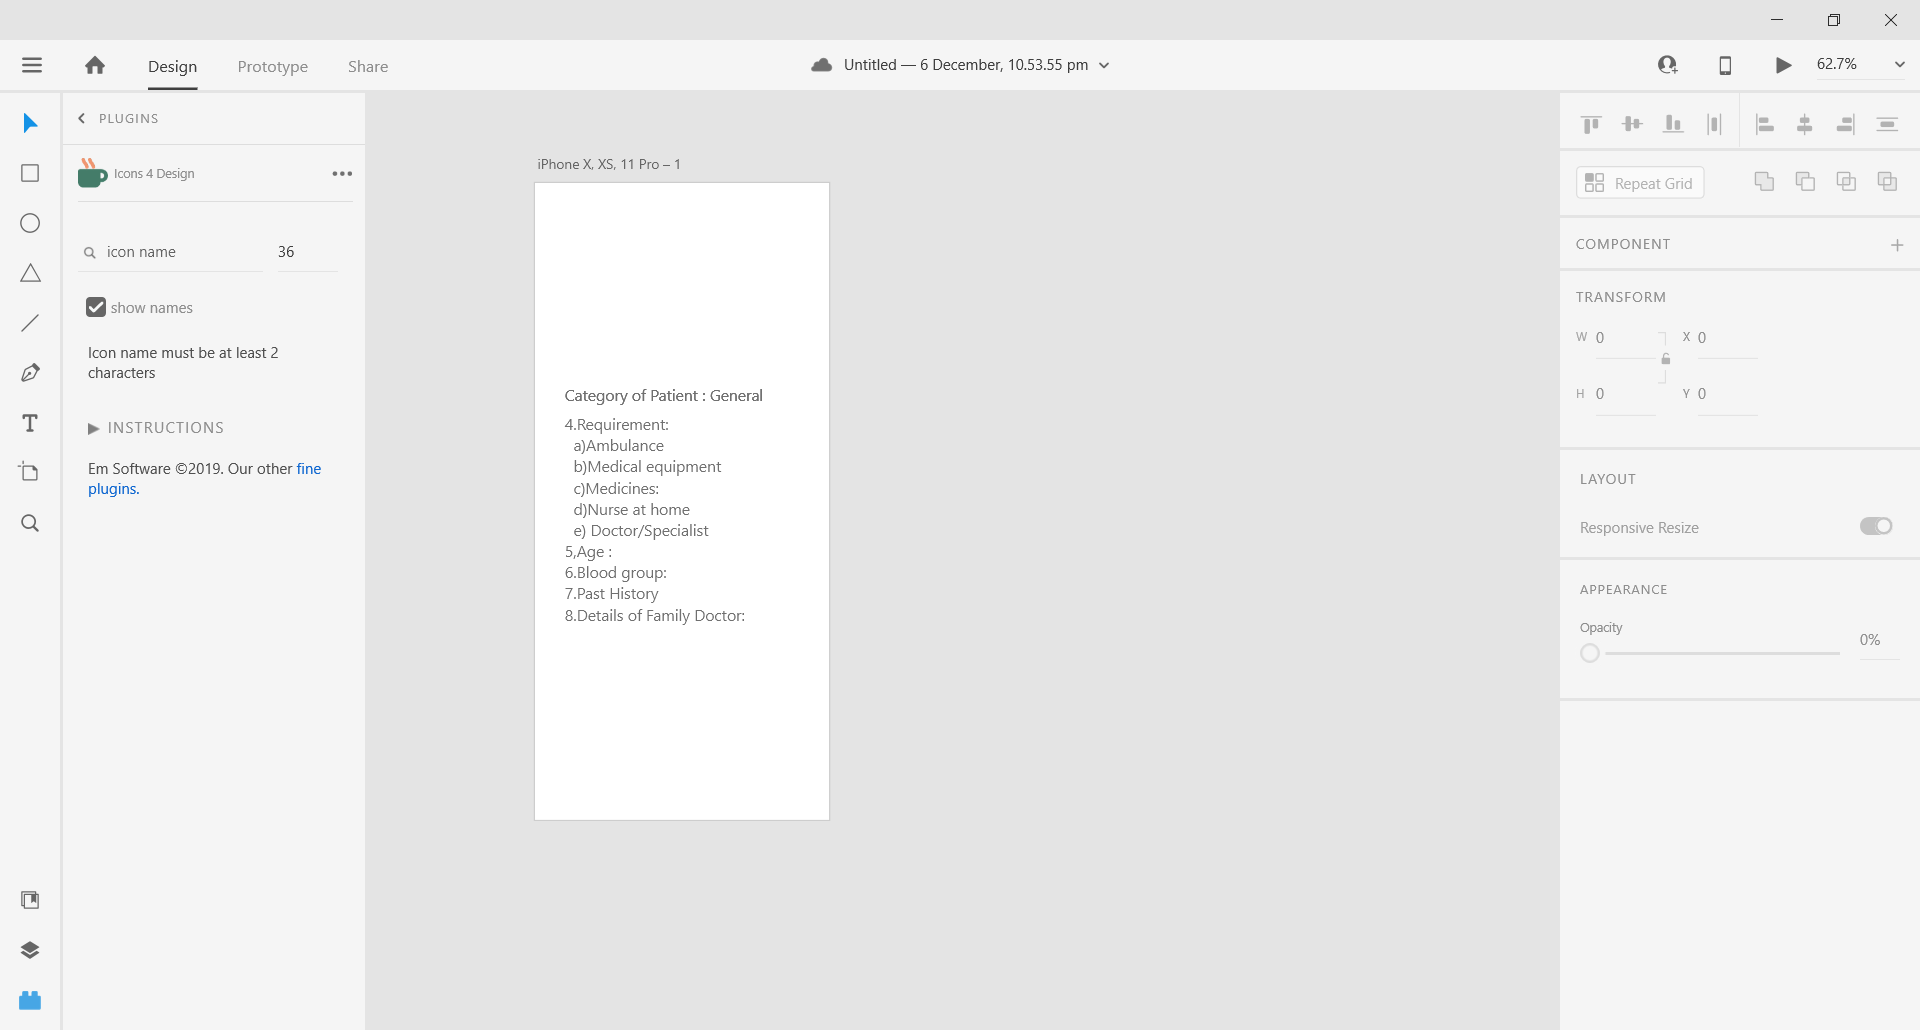 Design
Prototype
Share
Untitled — 6 December, 10.53.55 pm
62.7%
PLUGINS
Icons 4 Design
icon name
36
show names
Icon name must be at least 2
characters
INSTRUCTIONS
Em Software ©2019. Our other fine
plugins.
iPhone X, XS, 11 Pro – 1
Category of Patient : General
4.Requirement:
a)Ambulance
b)Medical equipment
c)Medicines:
d)Nurse at home
e) Doctor/Specialist
5,Age :
6.Blood group:
7.Past History
8.Details of Family Doctor:
Repeat Grid
COMPONENT
TRANSFORM
W 0
X 0
H 0
Y 0
LAYOUT
Responsive Resize
APPEARANCE
Opacity
0%